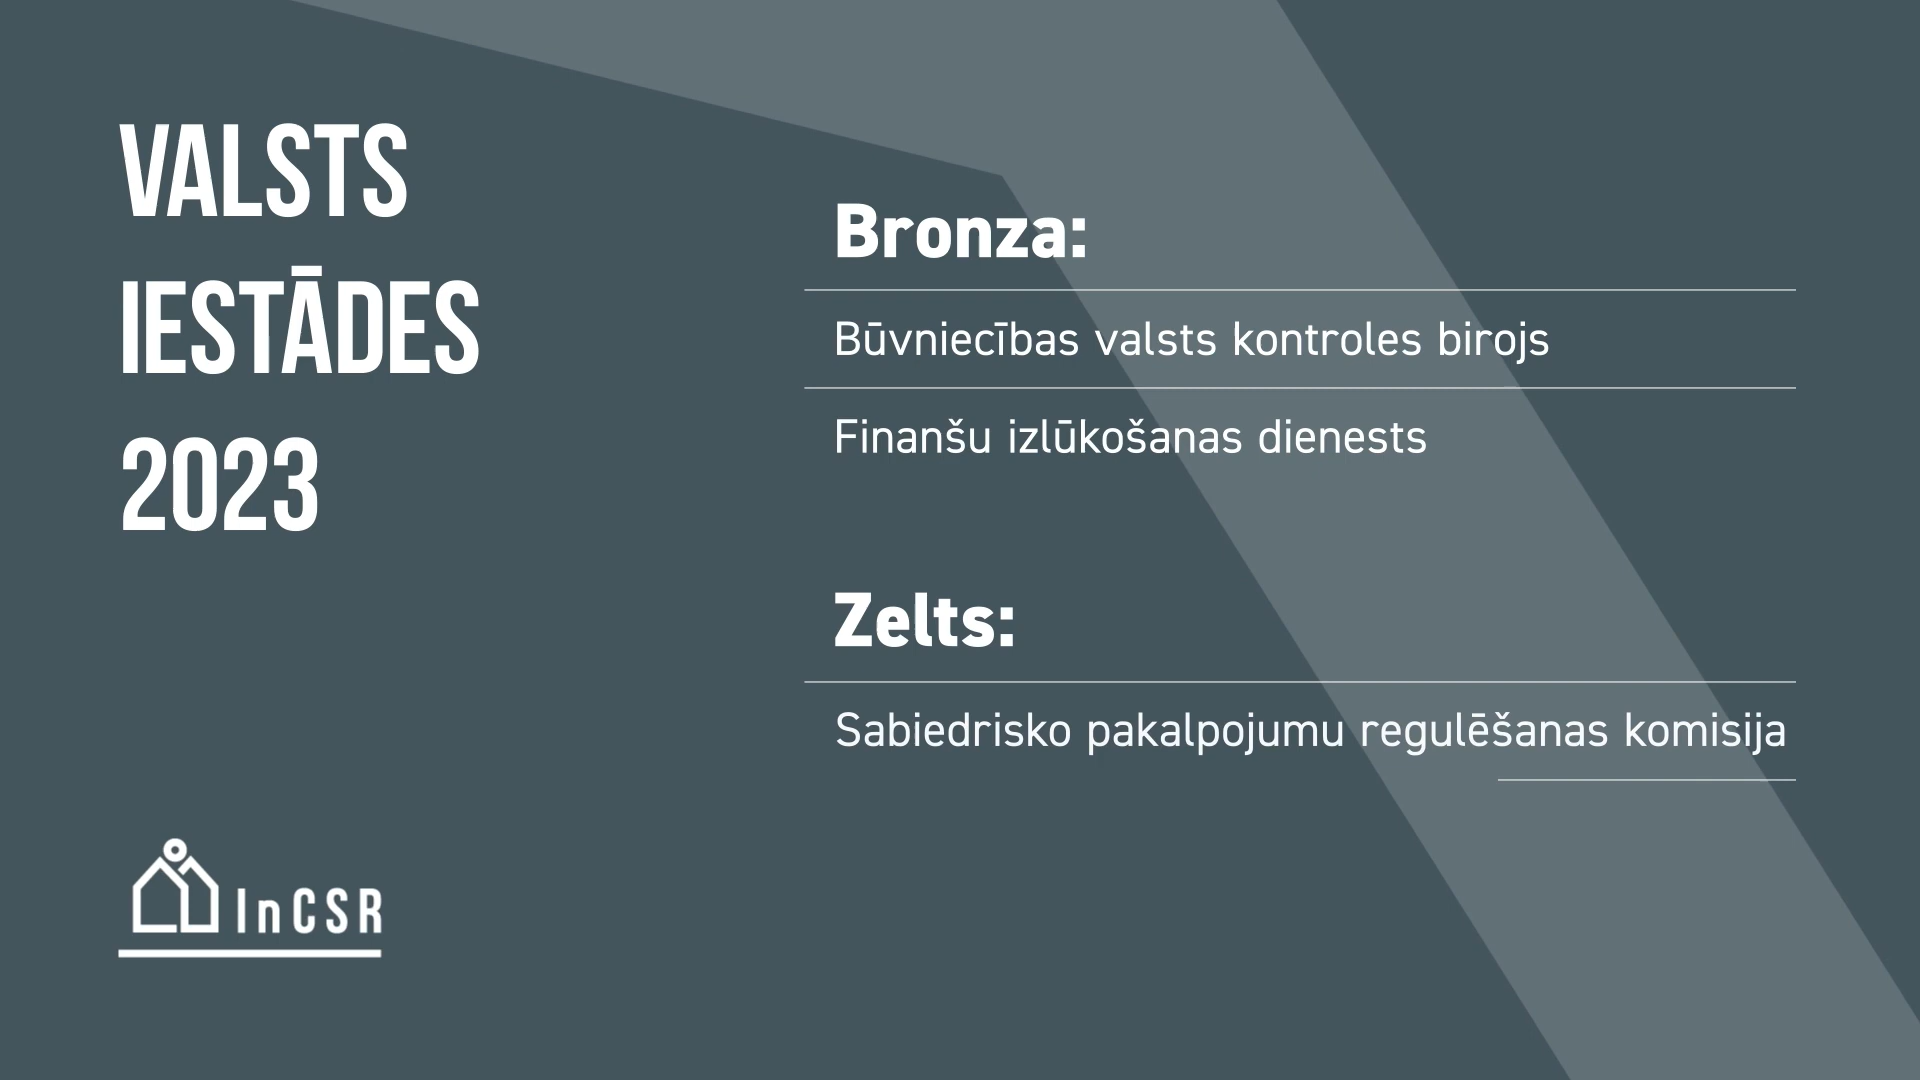 VALSTS
IESTĀDES
2023
Bronza:
Būvniecības valsts kontroles birojs
Finanšu izlūkošanas dienests
Zelts:
Sabiedrisko pakalpojumu regulēšanas komisija
InCSR